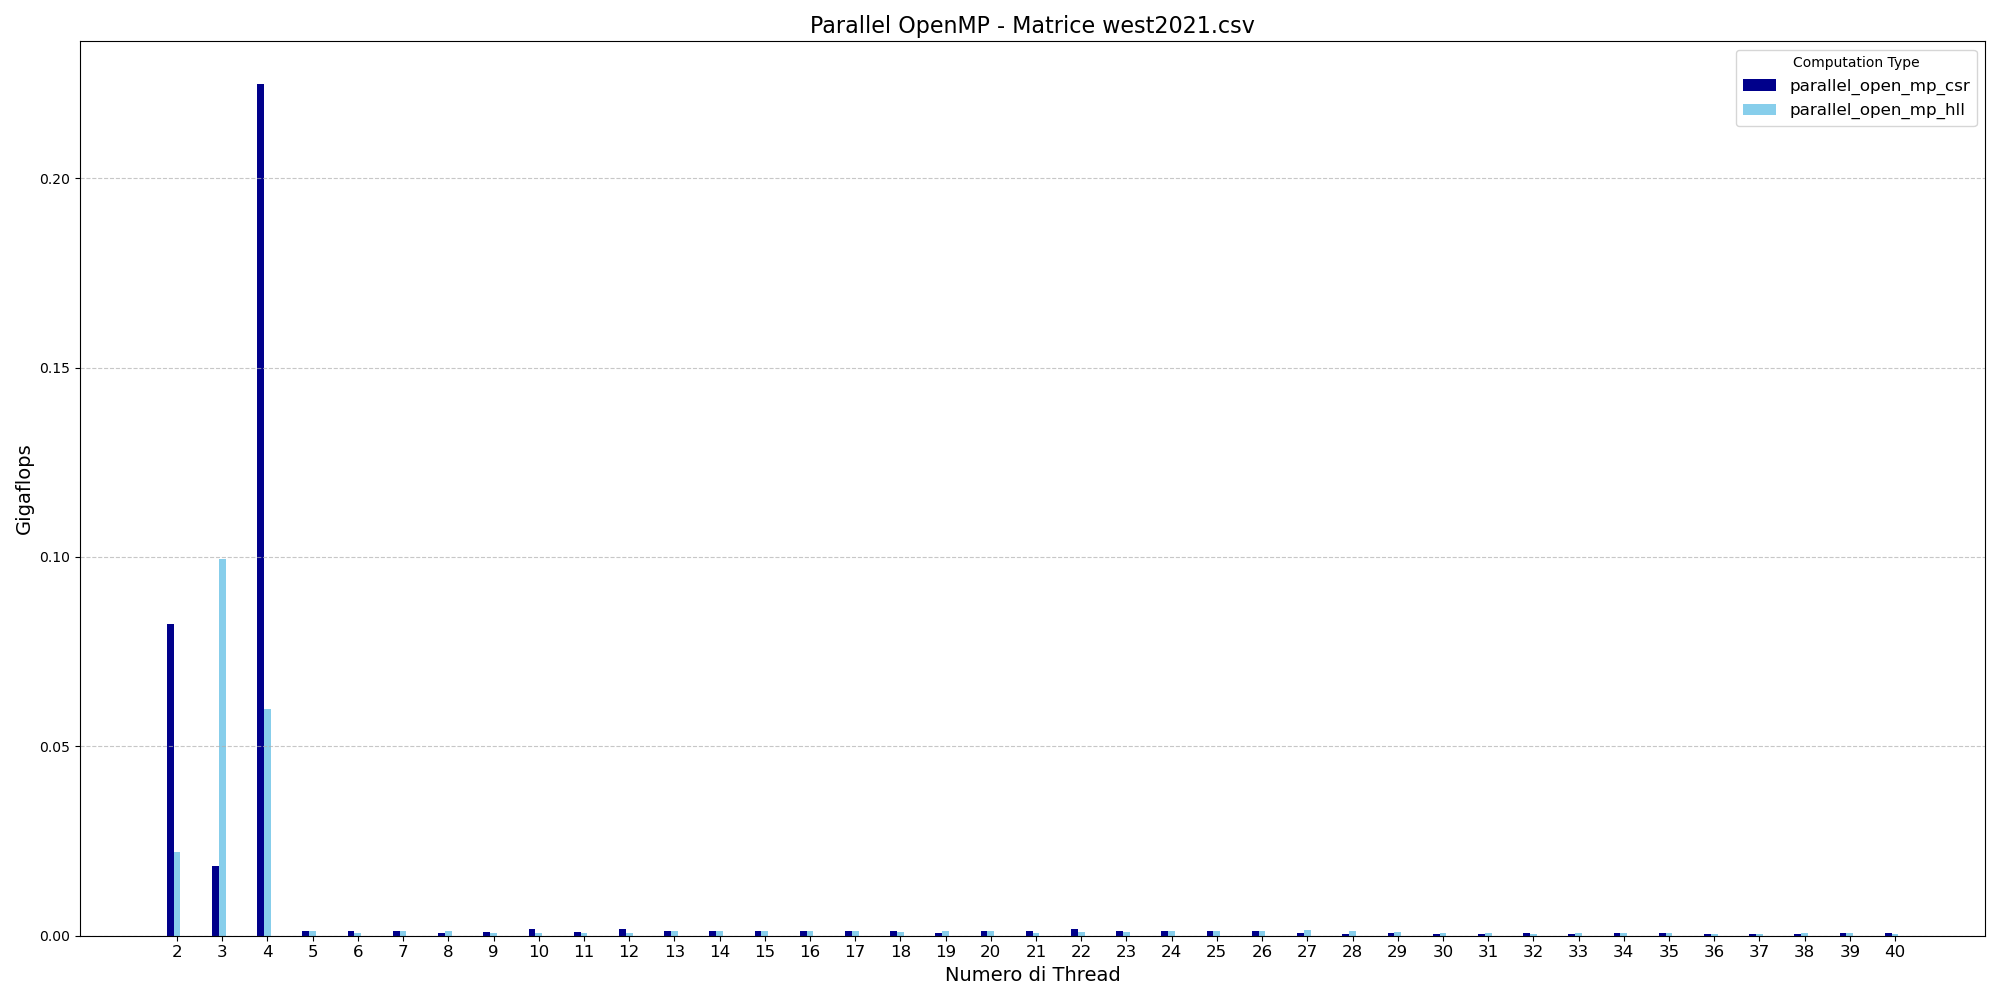 Parallel OpenMP - Matrice west2021.csv
Computation Type
parallel_open_mp_csr
parallel_open_mp_hll
Gigaflops
0.20
0.15
0.10
0.05
0.00
2 3 4 5 6 7 8 9 10 11 12 13 14 15 16 17 18 19 20 21 22 23 24 25 26 27 28 29 30 31 32 33 34 35 36 37 38 39 40
Numero di Thread